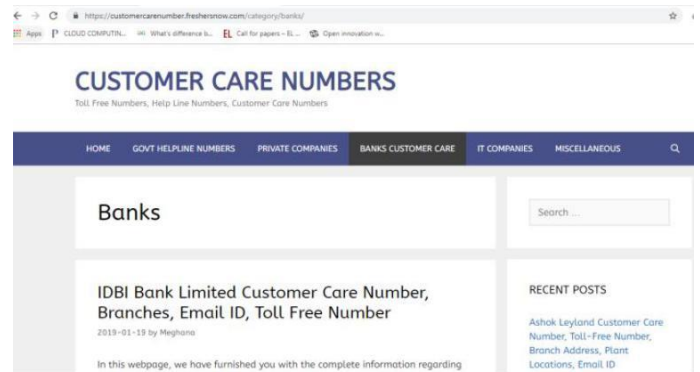 https://customercarenumber.freshersnow.com/category/banks/
Apps CLOUD COMPUTIN... What's difference b... Call for papers – EL... Open innovation w...
CUSTOMER CARE NUMBERS
Toll Free Numbers, Help Line Numbers, Customer Care Numbers
HOME GOVT HELPLINE NUMBERS PRIVATE COMPANIES BANKS CUSTOMER CARE IT COMPANIES MISCELLANEOUS
Banks
Search ...
IDBI Bank Limited Customer Care Number,
Branches, Email ID, Toll Free Number
2019-01-19 by Meghana
In this webpage, we have furnished you with the complete information regarding
RECENT POSTS
Ashok Leyland Customer Care
Number, Toll-Free Number,
Branch Address, Plant
Locations, Email ID